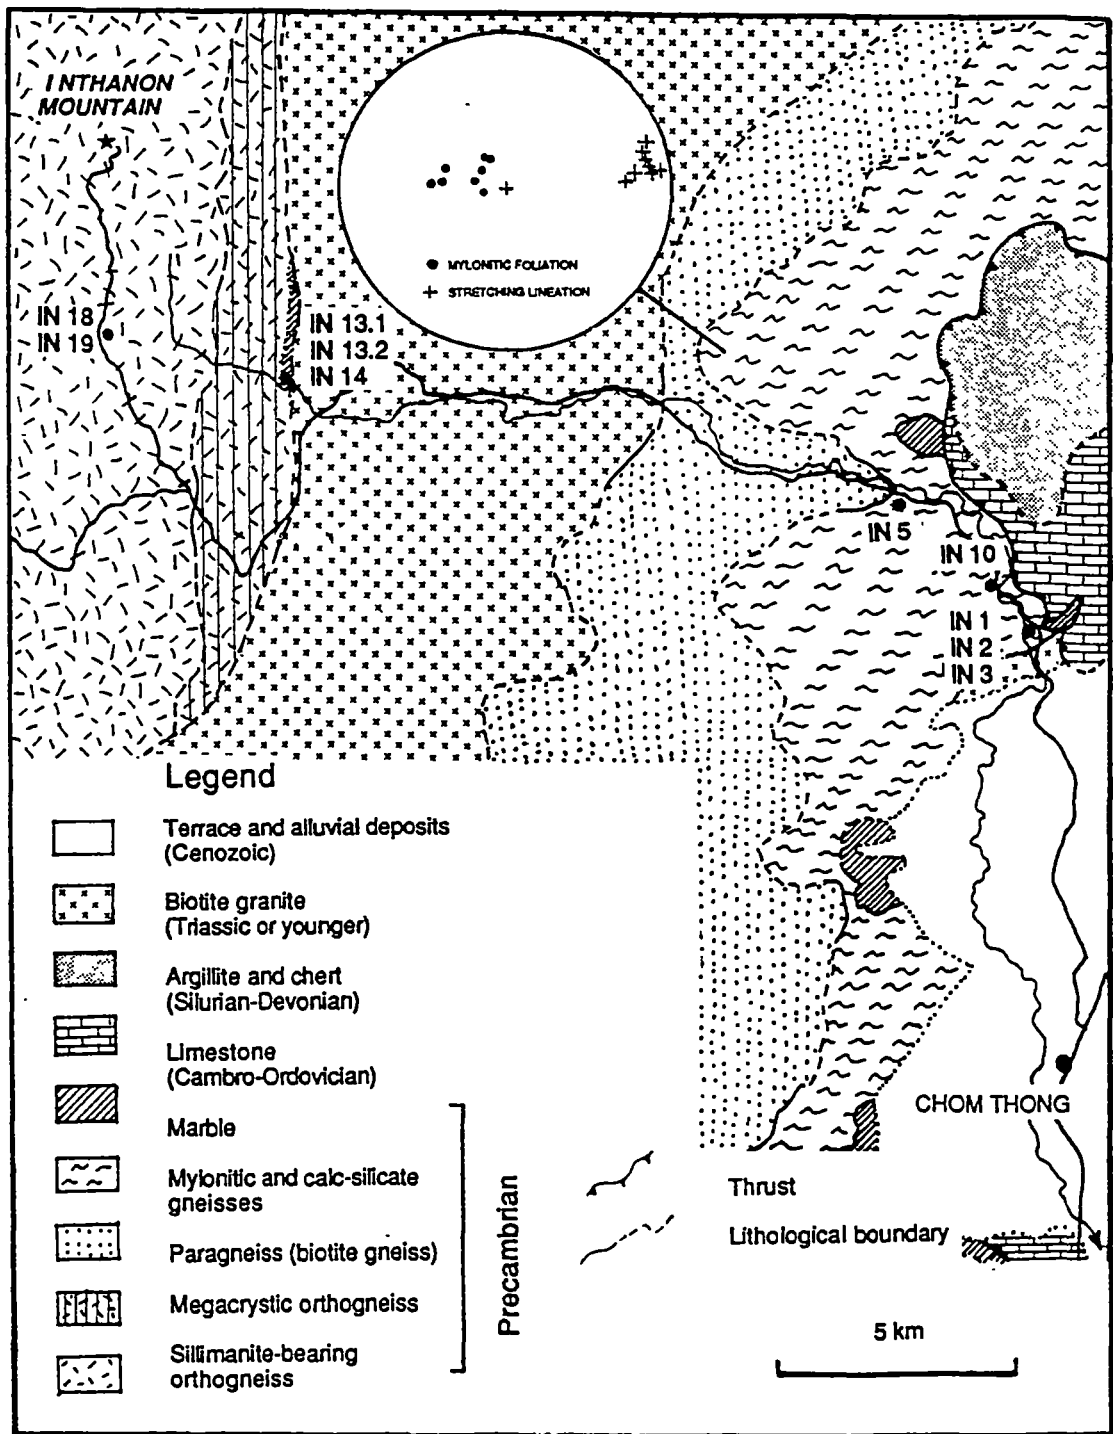 INTHANON
MOUNTAIN
MYLONITIC FOLIATION
STRETCHING LINEATION
IN 18
IN 19
IN 13.1
IN 13.2
IN 14
IN 5
IN 10
IN 1
IN 2
IN 3
Legend
Terrace and alluvial deposits
(Cenozoic)
Biotite granite
(Triassic or younger)
Argillite and chert
(Silurian-Devonian)
Limestone
(Cambro-Ordovician)
Marble
Mylonitic and calc-silicate
gneisses
Paragneiss (biotite gneiss)
Megacrystic orthogneiss
Sillimanite-bearing
orthogneiss
Precambrian
CHOM THONG
Thrust
Lithological boundary
5 km